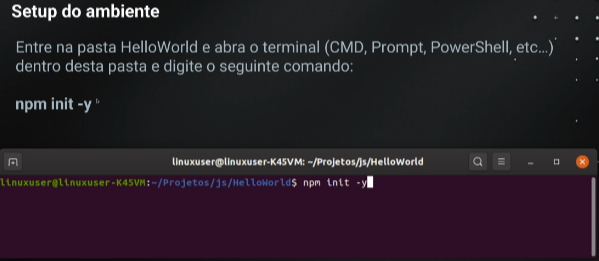 Setup do ambiente
Entre na pasta HelloWorld e abra o terminal (CMD, Prompt, PowerShell, etc...)
dentro desta pasta e digite o seguinte comando:
npm init -y
linuxuser@linuxuser-K45VM: ~/Projetos/js/HelloWorld
linuxuser@linuxuser-K45VM:~/Projetos/js/HelloWorld$ npm init -y